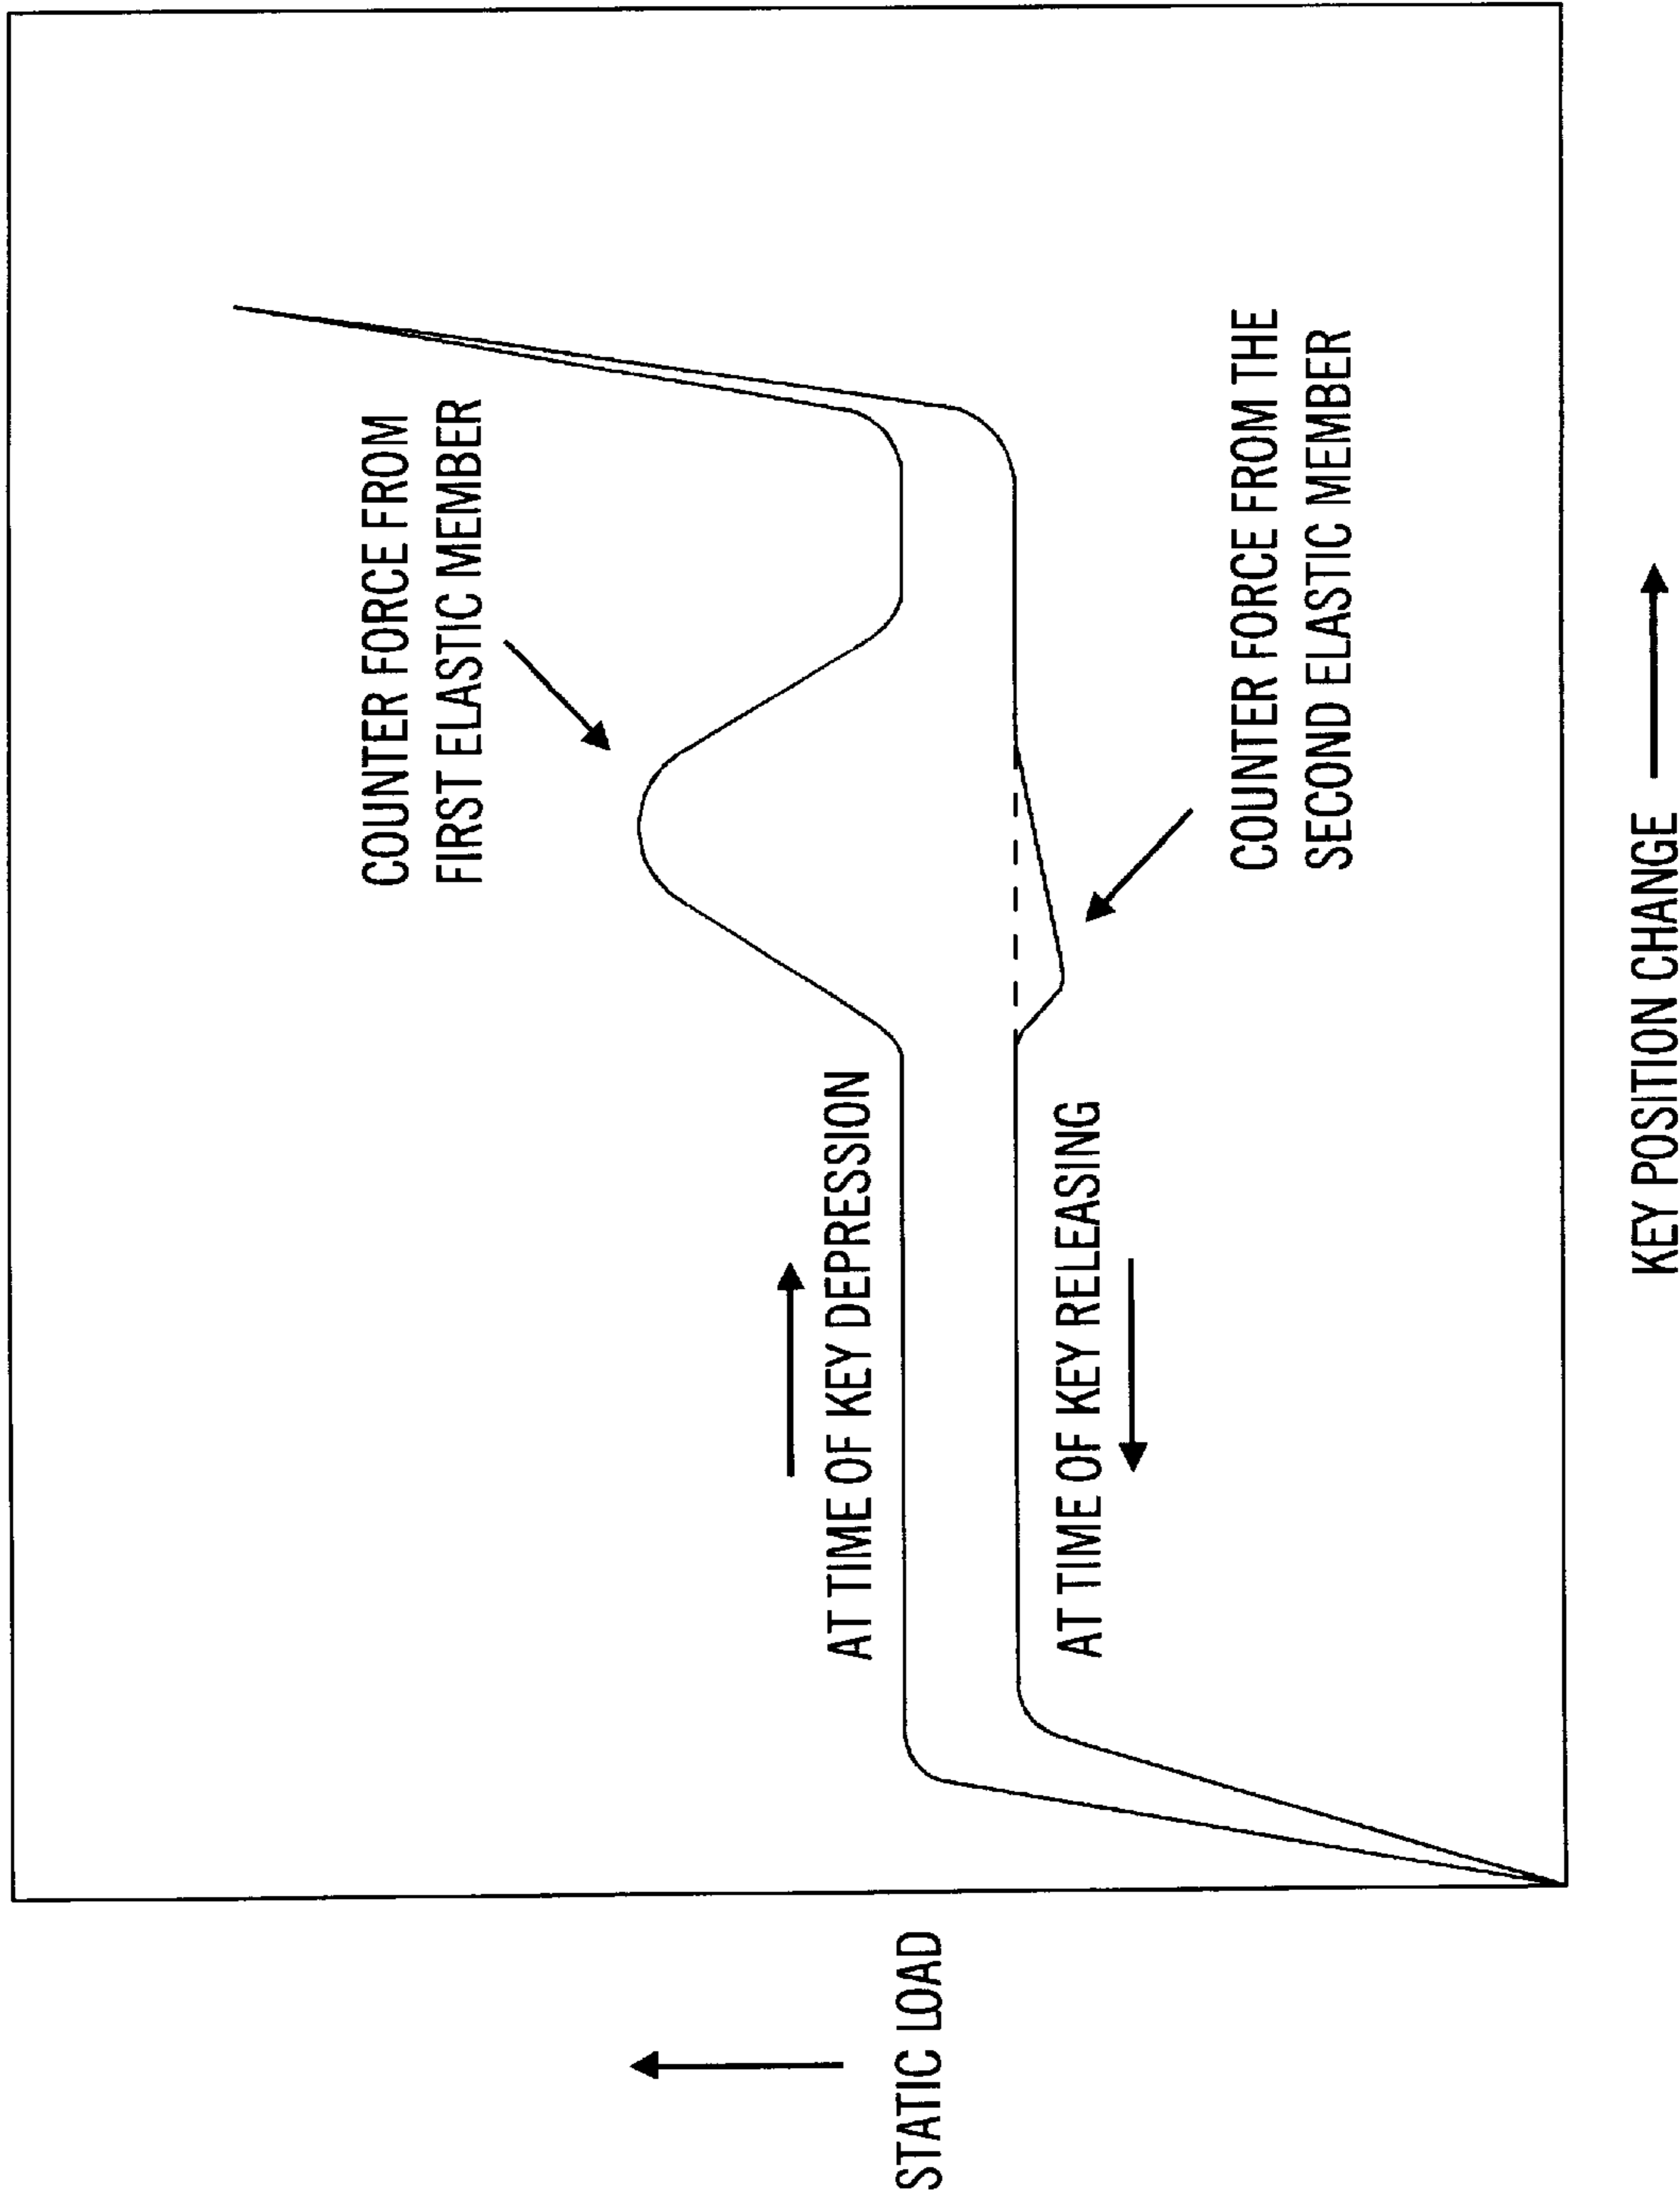 COUNTER FORCE FROM
FIRST ELASTIC MEMBER
AT TIME OF KEY DEPRESSION
STATIC LOAD
AT TIME OF KEY RELEASING
COUNTER FORCE FROM THE
SECOND ELASTIC MEMBER
KEY POSITION CHANGE